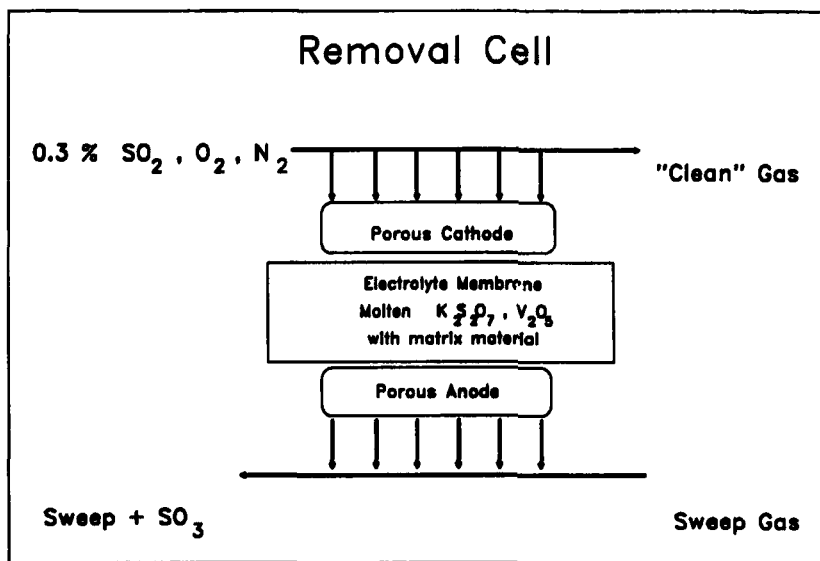 Removal Cell
0.3 % SO₂ , O₂ , N₂
"Clean" Gas
Porous Cathode
Electrolyte Membrane
Molten K₂S₂O₇ , V₂O₅
with matrix material
Porous Anode
Sweep + SO₃
Sweep Gas